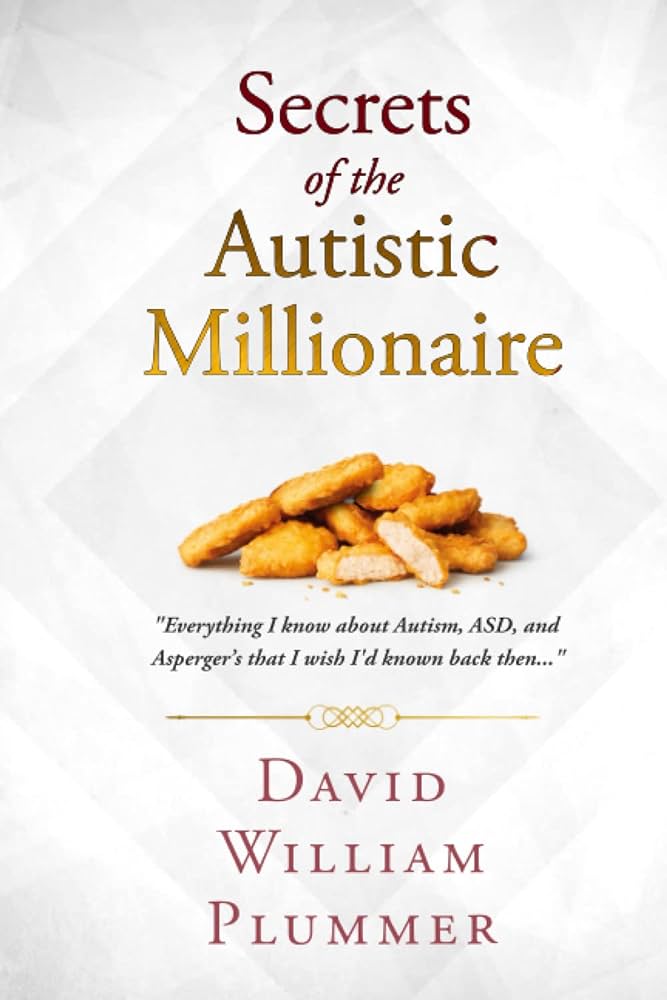 Secrets
of the
Autistic
Millionaire
"Everything I know about Autism, ASD, and
Asperger’s that I wish I'd known back then..."
DAVID
WILLIAM
PLUMMER